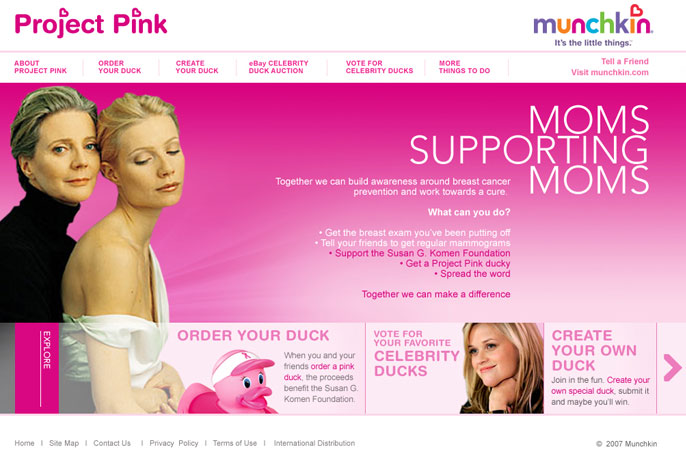 Project Pink
munchkin®
It's the little things.™
ABOUT
PROJECT PINK
ORDER
YOUR DUCK
CREATE
YOUR DUCK
eBay CELEBRITY
DUCK AUCTION
VOTE FOR
CELEBRITY DUCKS
MORE
THINGS TO DO
Tell a Friend
Visit munchkin.com
MOMS
SUPPORTING
MOMS
Together we can build awareness around breast cancer
prevention and work towards a cure.
What can you do?
• Get the breast exam you've been putting off
• Tell your friends to get regular mammograms
• Support the Susan G. Komen Foundation
• Get a Project Pink ducky
• Spread the word
Together we can make a difference
EXPLORE
ORDER YOUR DUCK
When you and your
friends order a pink
duck, the proceeds
benefit the Susan G.
Komen Foundation.
VOTE FOR
YOUR FAVORITE
CELEBRITY
DUCKS
CREATE
YOUR OWN
DUCK
Join in the fun. Create your
own special duck, submit it
and maybe you'll win.
Home | Site Map | Contact Us | Privacy Policy | Terms of Use | International Distribution
© 2007 Munchkin